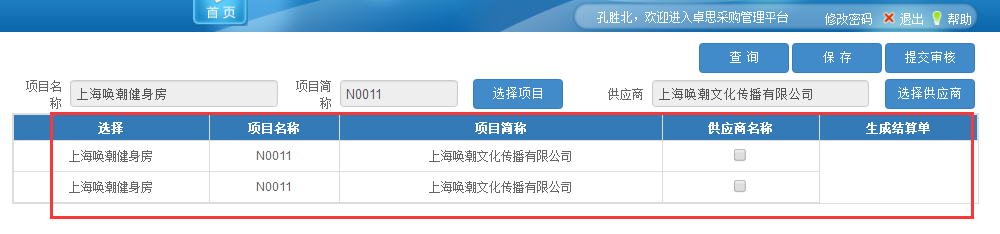 首 页
孔胜北，欢迎进入卓思采购管理平台 修改密码 退出 帮助
查 询 保 存 提交审核
项目名称 上海唤潮健身房 项目简称 N0011 选择项目 供应商 上海唤潮文化传播有限公司 选择供应商
选择 项目名称 项目简称 供应商名称 生成结算单
上海唤潮健身房 N0011 上海唤潮文化传播有限公司
上海唤潮健身房 N0011 上海唤潮文化传播有限公司